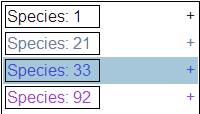 Species: 1 +
Species: 21 +
Species: 33 +
Species: 92 +